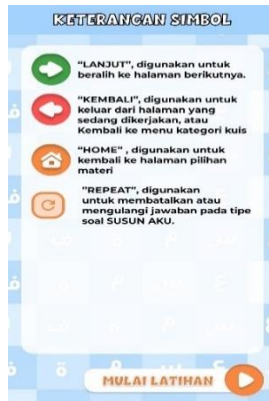 KETERANGAN SIMBOL
"LANJUT", digunakan untuk
beralih ke halaman berikutnya.
"KEMBALI", digunakan untuk
keluar dari halaman yang
sedang dikerjakan, atau
Kembali ke menu kategori kuis
"HOME" , digunakan untuk
kembali ke halaman pilihan
materi
"REPEAT", digunakan
untuk membatalkan atau
mengulangi jawaban pada tipe
soal SUSUN AKU.
MULAI LATIHAN